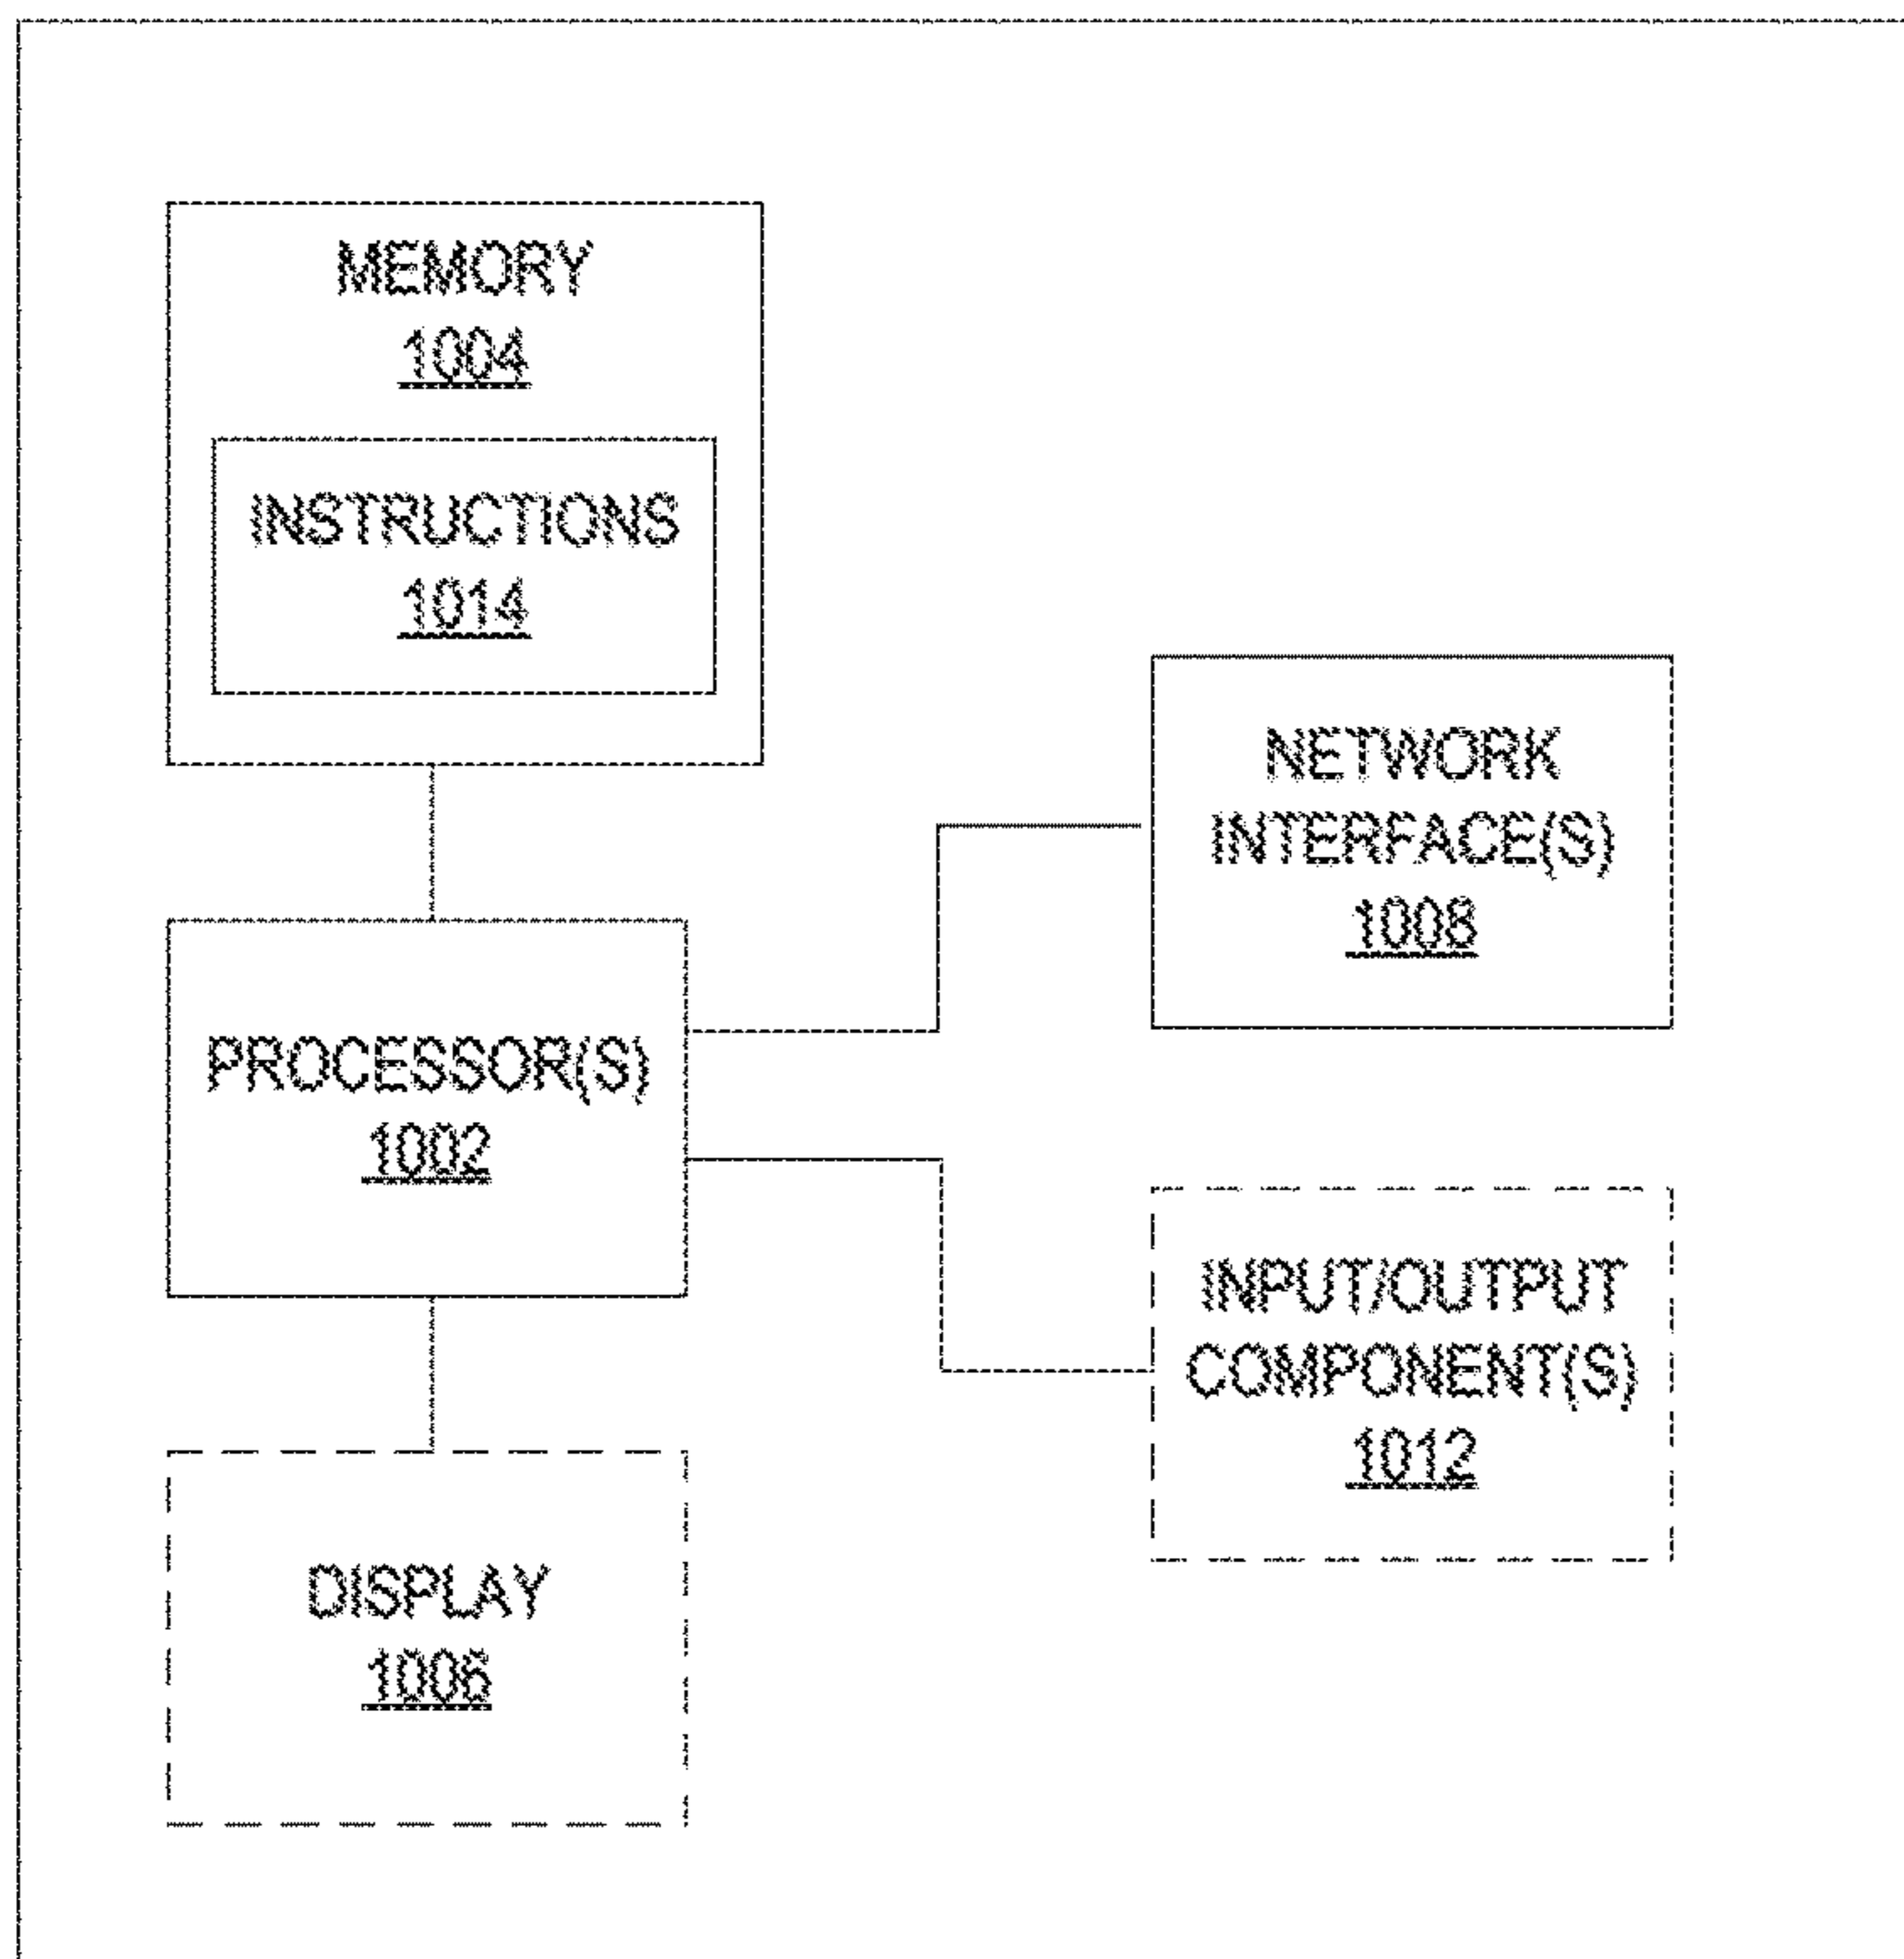 MEMORY
1004
INSTRUCTIONS
1014
NETWORK
INTERFACE(S)
1008
PROCESSOR(S)
1002
INPUT/OUTPUT
COMPONENT(S)
1012
DISPLAY
1006